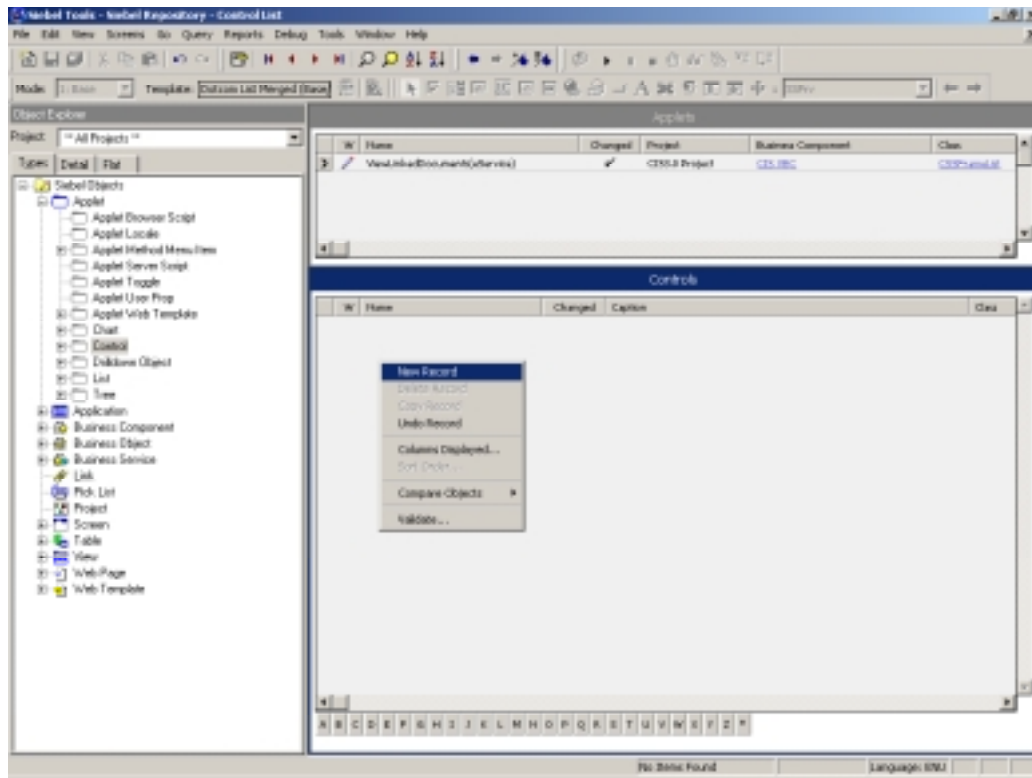 Siebel Tools - Siebel Repository - Control List
File Edit View Screens Go Query Reports Debug Tools Window Help
Mode: Template: Dotcom List Merged (Base)
Object Explorer
Project: ** All Projects **
Types Detail Flat
Siebel Objects
Applet
Applet Browser Script
Applet Locale
Applet Method Menu Item
Applet Server Script
Applet Toggle
Applet User Prop
Applet Web Template
Chart
Control
Drilldown Object
List
Tree
Application
Business Component
Business Object
Business Service
Link
Pick List
Project
Screen
Table
View
Web Page
Web Template
Applets
W Name Changed Project Business Component Class
Controls
W Name Changed Caption Class
New Record
Delete Record
Copy Record
Undo Record
Columns Displayed...
Sort Order...
Compare Objects
Validate...
A B C D E F G H I J K L M N O P Q R S T U V W X Y Z *
No Items Found Language: ENU